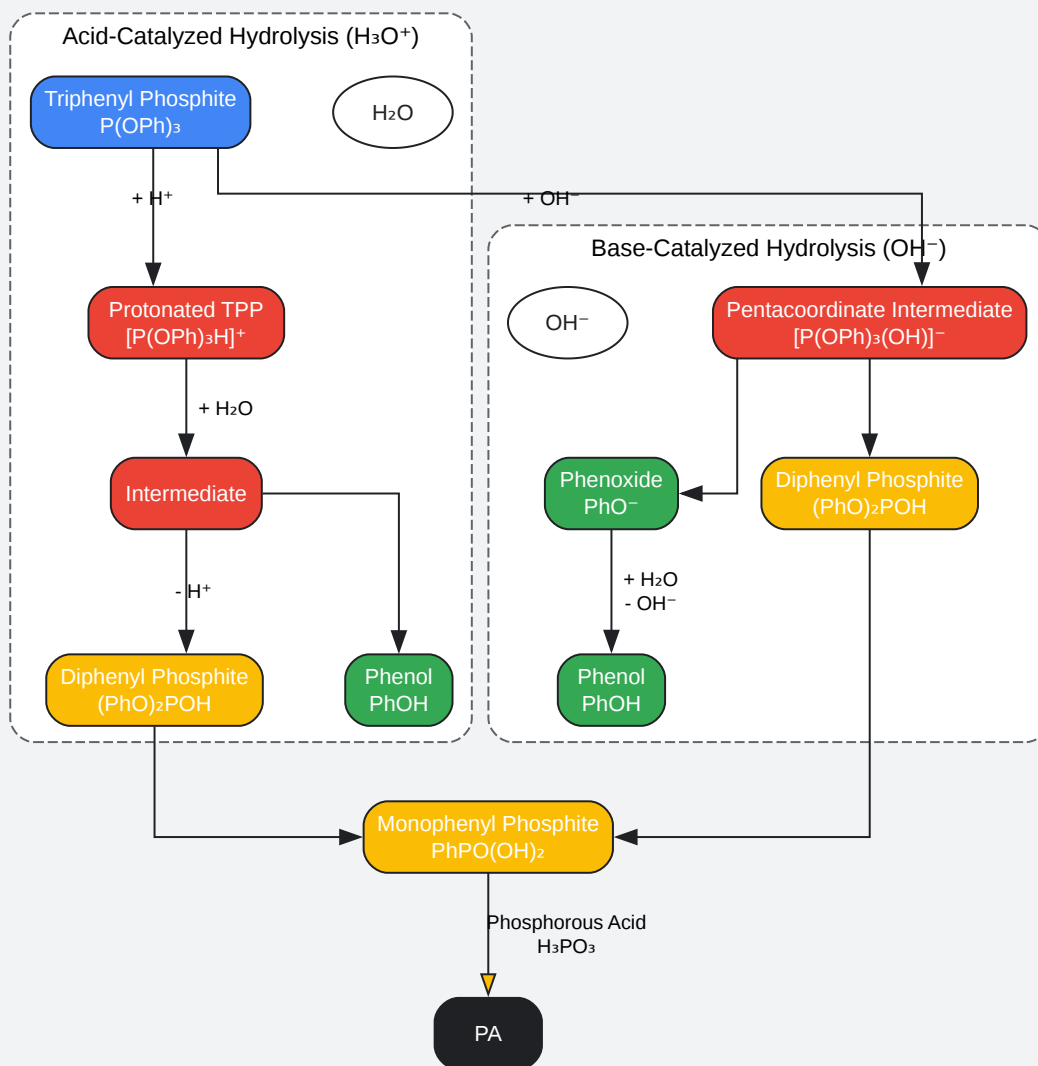 Acid-Catalyzed Hydrolysis (H₃O⁺)
Triphenyl Phosphite
P(OPh)₃
H₂O
+ H⁺
+ OH⁻
Base-Catalyzed Hydrolysis (OH⁻)
Protonated TPP
[P(OPh)₃H]⁺
OH⁻
Pentacoordinate Intermediate
[P(OPh)₃(OH)]⁻
+ H₂O
Intermediate
Phenoxide
PhO⁻
Diphenyl Phosphite
(PhO)₂POH
- H⁺
+ H₂O
- OH⁻
Diphenyl Phosphite
(PhO)₂POH
Phenol
PhOH
Phenol
PhOH
Monophenyl Phosphite
PhPO(OH)₂
Phosphorous Acid
H₃PO₃
PA